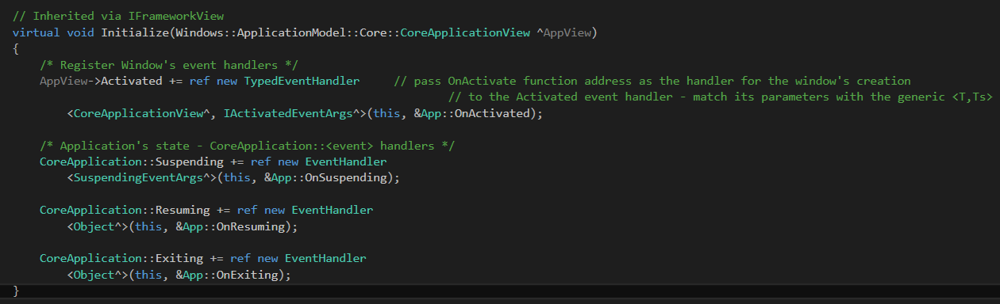 // Inherited via IFrameworkView
virtual void Initialize(Windows::ApplicationModel::Core::CoreApplicationView ^AppView)
{
    /* Register Window's event handlers */
    AppView->Activated += ref new TypedEventHandler     // pass OnActivate function address as the handler for the window's creation
                                                                // to the Activated event handler - match its parameters with the generic <T,Ts>
        <CoreApplicationView^, IActivatedEventArgs^>(this, &App::OnActivated);

    /* Application's state - CoreApplication::<event> handlers */
    CoreApplication::Suspending += ref new EventHandler
        <SuspendingEventArgs^>(this, &App::OnSuspending);

    CoreApplication::Resuming += ref new EventHandler
        <Object^>(this, &App::OnResuming);

    CoreApplication::Exiting += ref new EventHandler
        <Object^>(this, &App::OnExiting);
}